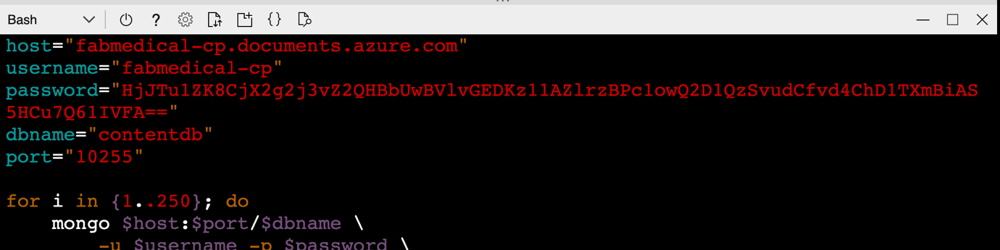 Bash
host="fabmedical-cp.documents.azure.com"
username="fabmedical-cp"
password="HjJTu1ZK8CjX2g2j3vZ2QHBbUwBVlvGEDKz11AZlrzBPc1owQ2D1QzSvudCfvd4ChD1TXmBiAS
5HCu7Q61IVFA=="
dbname="contentdb"
port="10255"
for i in {1..250}; do
mongo $host:$port/$dbname \
-u $username -p $password \